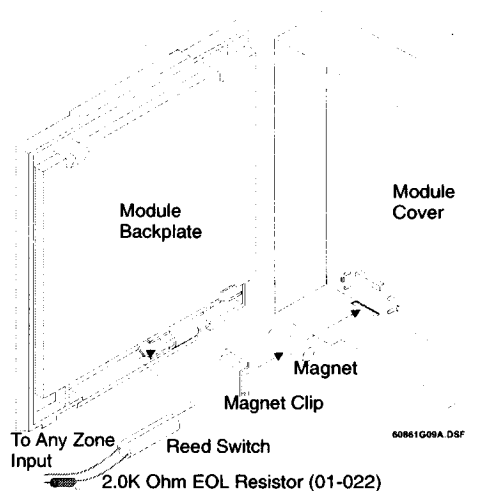 Module
Backplate
Module
Cover
Magnet
Magnet Clip
60861G09A.DSF
To Any Zone
Input
Reed Switch
2.0K Ohm EOL Resistor (01-022)